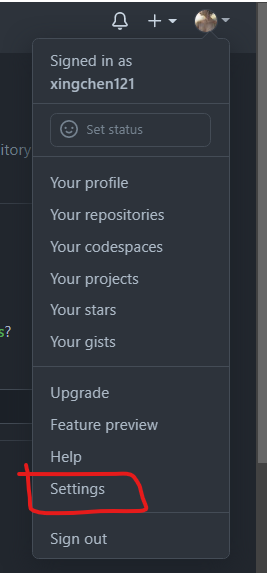 Signed in as
xingchen121
Set status
itory
Your profile
Your repositories
Your codespaces
Your projects
Your stars
s?
Your gists
Upgrade
Feature preview
Help
Settings
Sign out